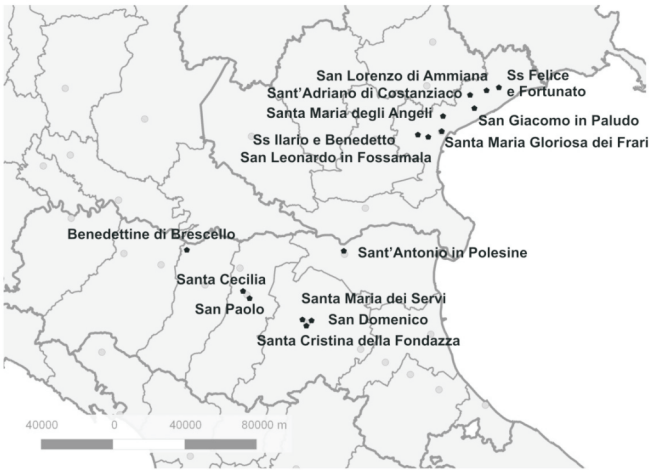 San Lorenzo di Ammiana
Ss Felice
e Fortunato
Sant'Adriano di Costanziaco
Santa Maria degli Angeli
San Giacomo in Paludo
Ss Ilario e Benedetto
Santa Maria Gloriosa dei Frari
San Leonardo in Fossamala
Benedettine di Brescello
Sant'Antonio in Polesine
Santa Cecilia
San Paolo
Santa Maria dei Servi
San Domenico
Santa Cristina della Fondazza
40000 0 40000 80000 m